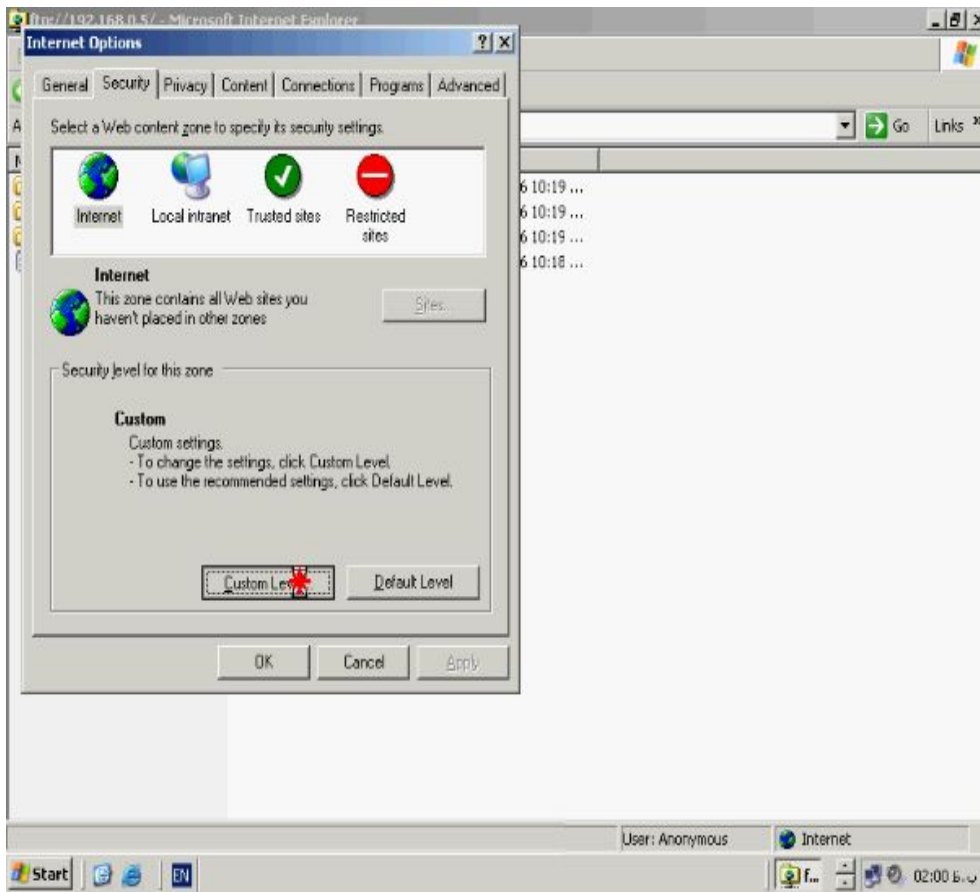 ftp://192.168.0.5/ - Microsoft Internet Explorer
Internet Options
General Security Privacy Content Connections Programs Advanced
Select a Web content zone to specify its security settings.
Go Links
6 10:19 ...
6 10:19 ...
6 10:19 ...
6 10:18 ...
Internet Local intranet Trusted sites Restricted sites
Internet
This zone contains all Web sites you
haven't placed in other zones
Sites...
Security level for this zone
Custom
Custom settings.
- To change the settings, click Custom Level.
- To use the recommended settings, click Default Level.
Custom Le
Default Level
OK Cancel Apply
User: Anonymous Internet
Start EN f... 02:00 ب.ظ